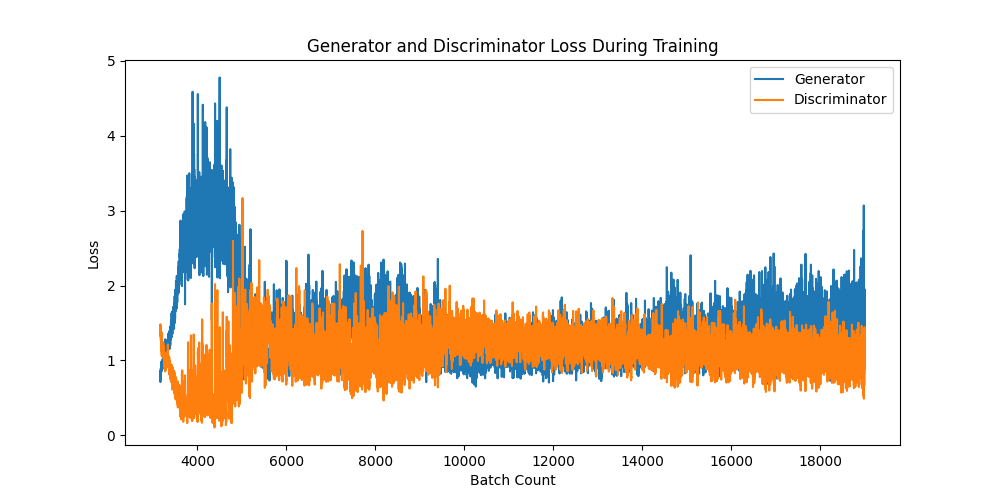 Generator and Discriminator Loss During Training
5
4
3
2
1
0
Loss
Generator
Discriminator
4000 6000 8000 10000 12000 14000 16000 18000
Batch Count